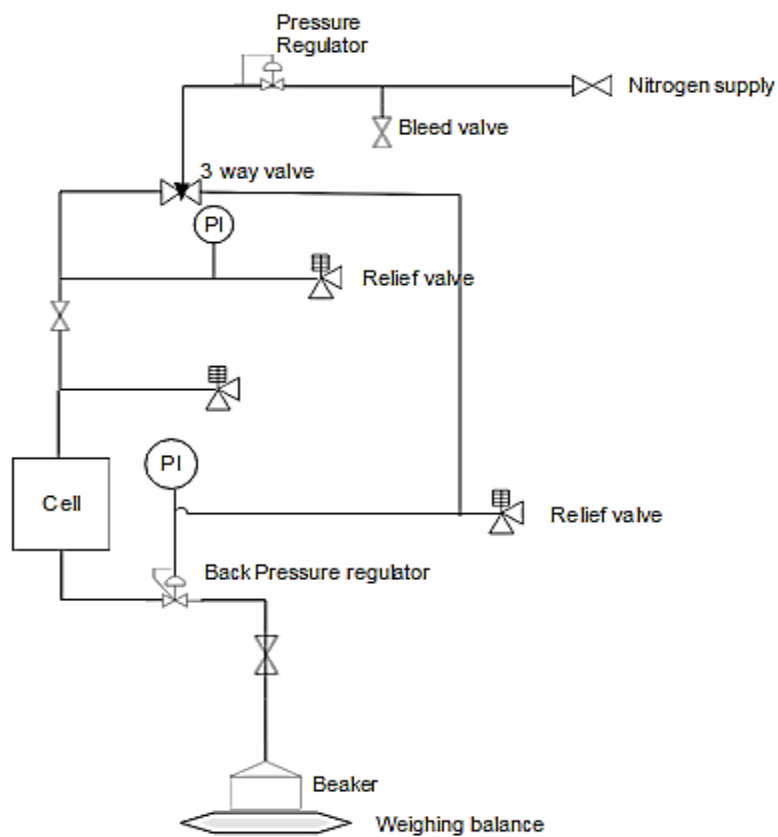 Pressure
Regulator
Nitrogen supply
Bleed valve
3 way valve
PI
Relief valve
PI
Cell
Relief valve
Back Pressure regulator
Beaker
Weighing balance